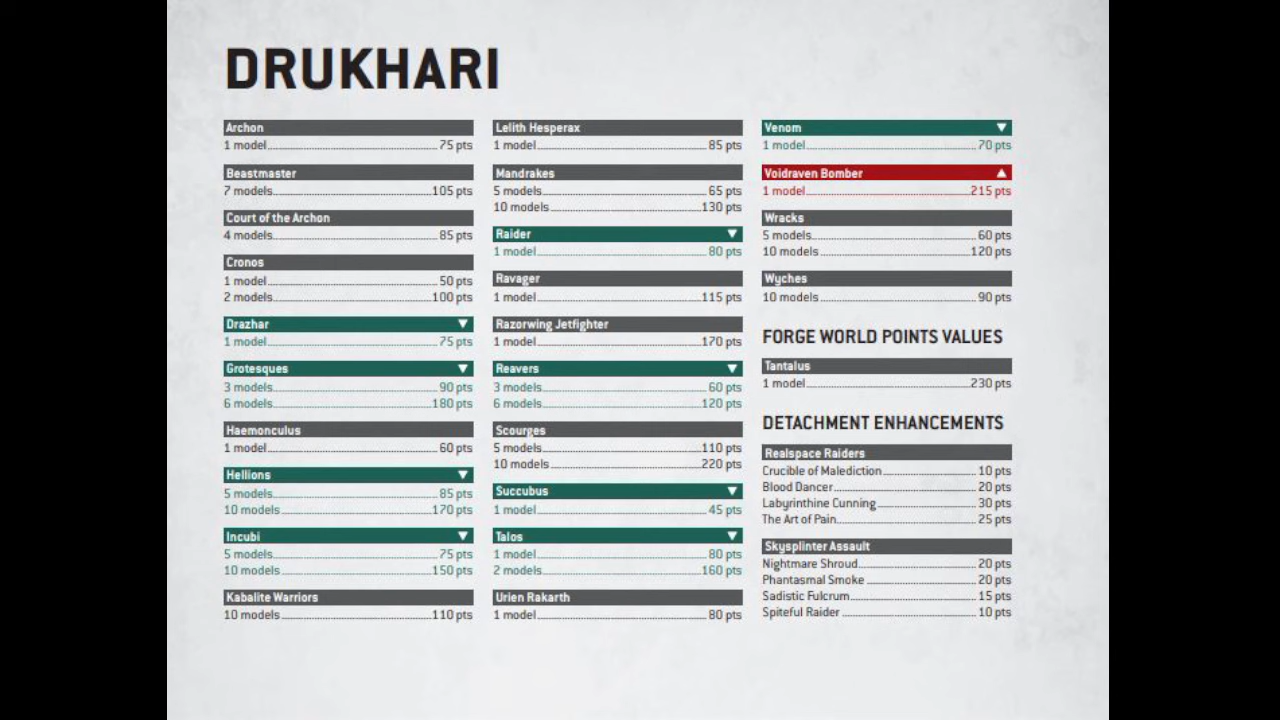 DRUKHARI
Archon
1 model 75 pts
Beastmaster
7 models 105 pts
Court of the Archon
4 models 85 pts
Cronos
1 model 50 pts
2 models 100 pts
Drazhar ▼
1 model 75 pts
Grotesques ▼
3 models 90 pts
6 models 180 pts
Haemonculus
1 model 60 pts
Hellions ▼
5 models 85 pts
10 models 170 pts
Incubi ▼
5 models 75 pts
10 models 150 pts
Kabalite Warriors
10 models 110 pts
Lelith Hesperax
1 model 85 pts
Mandrakes
5 models 65 pts
10 models 130 pts
Raider ▼
1 model 80 pts
Ravager
1 model 115 pts
Razorwing Jetfighter
1 model 170 pts
Reavers ▼
3 models 60 pts
6 models 120 pts
Scourges
5 models 110 pts
10 models 220 pts
Succubus ▼
1 model 45 pts
Talos ▼
1 model 80 pts
2 models 160 pts
Urien Rakarth
1 model 80 pts
Venom ▼
1 model 70 pts
Voidraven Bomber ▲
1 model 215 pts
Wracks
5 models 60 pts
10 models 120 pts
Wyches
10 models 90 pts
FORGE WORLD POINTS VALUES
Tantalus
1 model 230 pts
DETACHMENT ENHANCEMENTS
Realspace Raiders
Crucible of Malediction 10 pts
Blood Dancer 20 pts
Labyrinthine Cunning 30 pts
The Art of Pain 25 pts
Skysplinter Assault
Nightmare Shroud 20 pts
Phantasmal Smoke 20 pts
Sadistic Fulcrum 15 pts
Spiteful Raider 10 pts